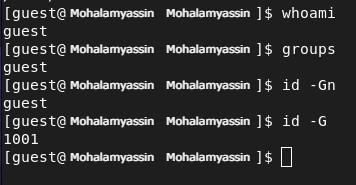 [guest@ Mohalamyassin Mohalamyassin ]$ whoami
guest
[guest@ Mohalamyassin Mohalamyassin ]$ groups
guest
[guest@ Mohalamyassin Mohalamyassin ]$ id -Gn
guest
[guest@ Mohalamyassin Mohalamyassin ]$ id -G
1001
[guest@ Mohalamyassin Mohalamyassin ]$